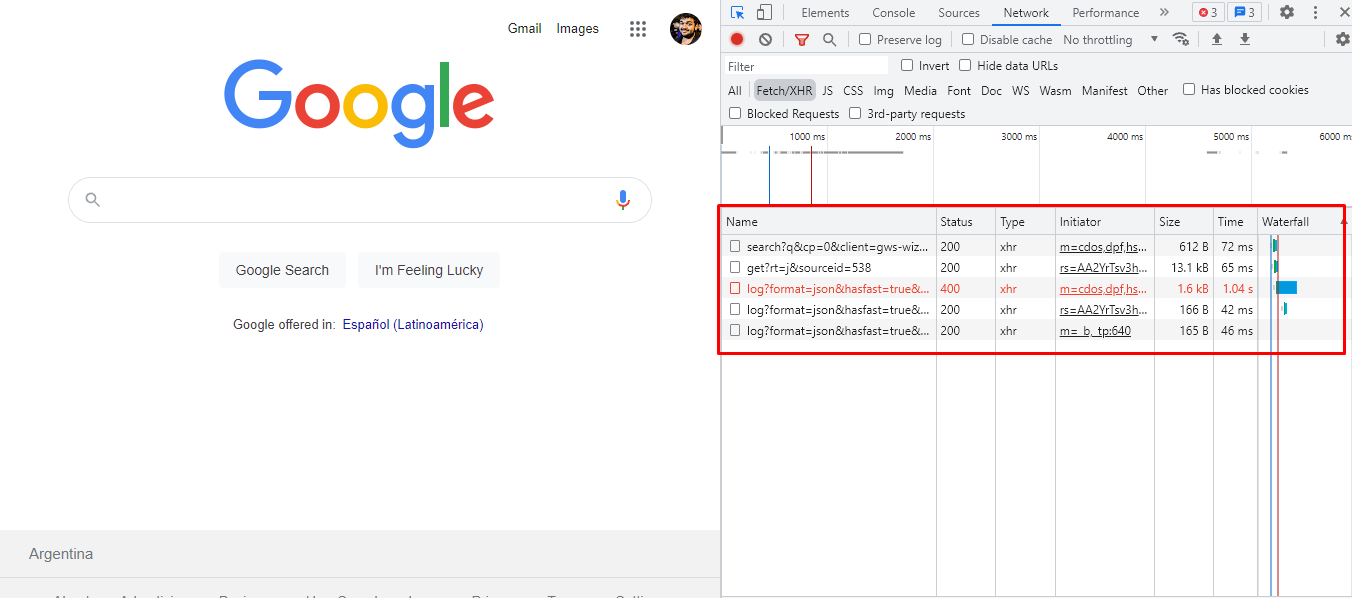 Gmail Images
Google
Google Search I'm Feeling Lucky
Google offered in: Español (Latinoamérica)
Argentina
Elements Console Sources Network Performance » 3 3
Preserve log Disable cache No throttling
Filter Invert Hide data URLs
All Fetch/XHR JS CSS Img Media Font Doc WS Wasm Manifest Other Has blocked cookies
Blocked Requests 3rd-party requests
1000 ms 2000 ms 3000 ms 4000 ms 5000 ms 6000
Name Status Type Initiator Size Time Waterfall
search?q&cp=0&client=gws-wiz... 200 xhr m=cdos,dpf,hs... 612 B 72 ms
get?rt=j&sourceid=538 200 xhr rs=AA2YrTsv3h... 13.1 kB 65 ms
log?format=json&hasfast=true&... 400 xhr m=cdos,dpf,hs... 1.6 kB 1.04 s
log?format=json&hasfast=true&... 200 xhr rs=AA2YrTsv3h... 166 B 42 ms
log?format=json&hasfast=true&... 200 xhr m=_b,_tp:640 165 B 46 ms